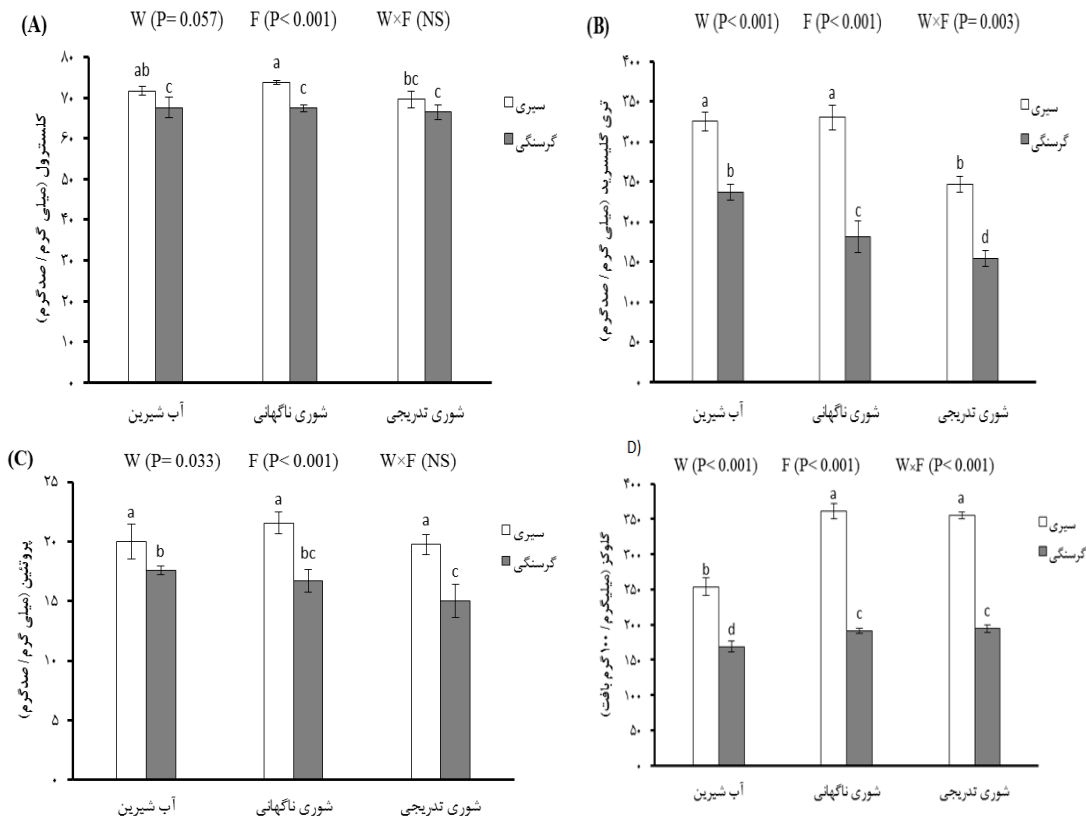 (A) W (P= 0.057) F (P< 0.001) W×F (NS)
کلسترول (میلی گرم / صدگرم)
۸۰
۷۰
۶۰
۵۰
۴۰
۳۰
۲۰
۱۰
۰
ab c a c bc c
سیری
گرسنگی
آب شیرین شوری ناگهانی شوری تدریجی
(B) W (P< 0.001) F (P< 0.001) W×F (P= 0.003)
تری گلیسرید (میلی گرم / صدگرم)
۴۰۰
۳۵۰
۳۰۰
۲۵۰
۲۰۰
۱۵۰
۱۰۰
۵۰
۰
a b a c b d
سیری
گرسنگی
آب شیرین شوری ناگهانی شوری تدریجی
(C) W (P= 0.033) F (P< 0.001) W×F (NS)
پروتئین (میلی گرم / صدگرم)
۲۵
۲۰
۱۵
۱۰
۵
۰
a b a bc a c
سیری
گرسنگی
آب شیرین شوری ناگهانی شوری تدریجی
D)
W (P< 0.001) F (P< 0.001) W×F (P< 0.001)
گلوکز (میلیگرم / ۱۰۰ گرم بافت)
۴۰۰
۳۵۰
۳۰۰
۲۵۰
۲۰۰
۱۵۰
۱۰۰
۵۰
۰
b d a c a c
سیری
گرسنگی
آب شیرین شوری ناگهانی شوری تدریجی